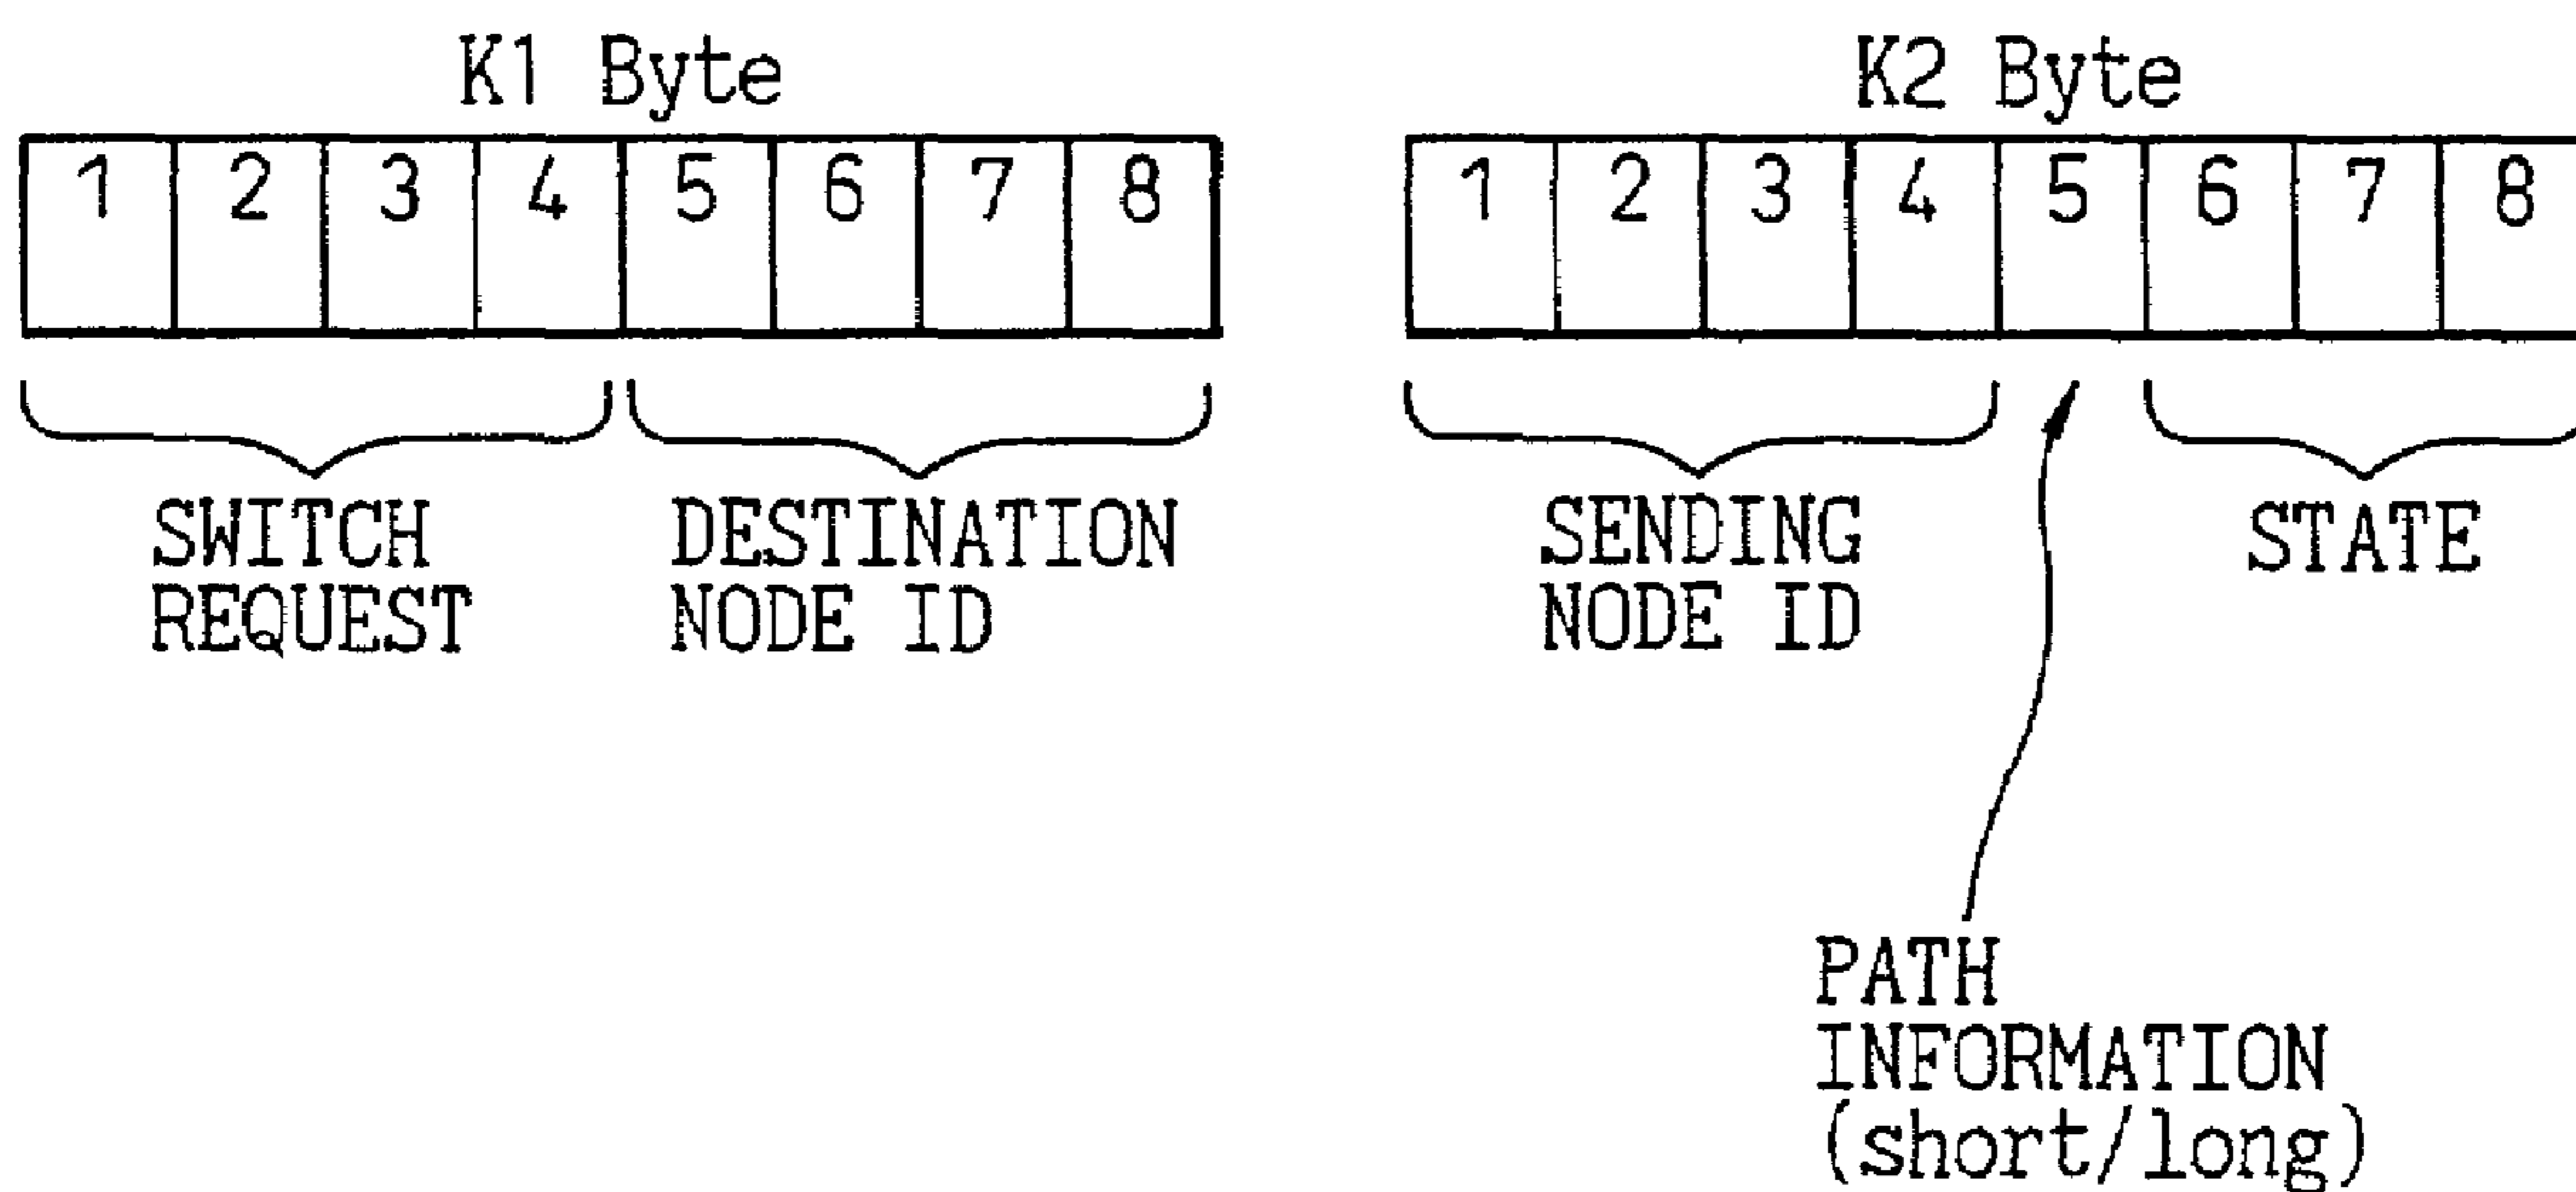 K1 Byte
1 2 3 4 5 6 7 8
SWITCH
REQUEST
DESTINATION
NODE ID
K2 Byte
1 2 3 4 5 6 7 8
SENDING
NODE ID
STATE
PATH
INFORMATION
(short/long)